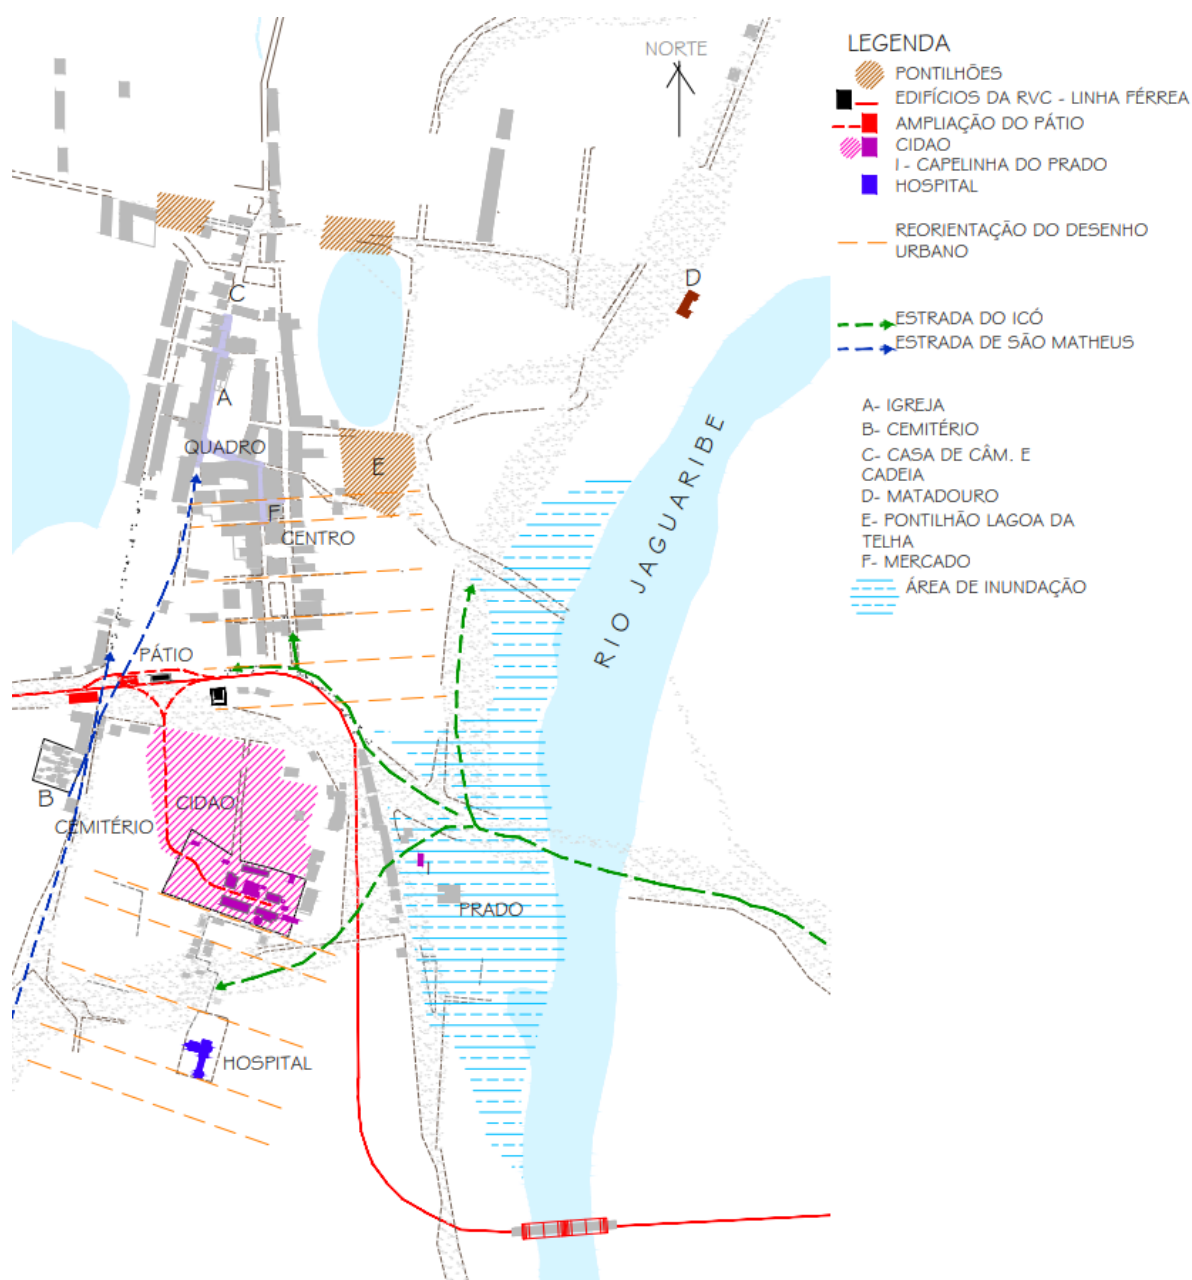 NORTE
LEGENDA
PONTILHÕES
EDIFÍCIOS DA RVC - LINHA FÉRREA
AMPLIAÇÃO DO PÁTIO
CIDAO
I - CAPELINHA DO PRADO
HOSPITAL
REORIENTAÇÃO DO DESENHO
URBANO
ESTRADA DO ICÓ
ESTRADA DE SÃO MATHEUS
A- IGREJA
B- CEMITÉRIO
C- CASA DE CÂM. E
CADEIA
D- MATADOURO
E- PONTILHÃO LAGOA DA
TELHA
F- MERCADO
ÁREA DE INUNDAÇÃO
D
C
A
QUADRO
E
F
CENTRO
RIO JAGUARIBE
PÁTIO
B
CIDAO
CEMITÉRIO
I
PRADO
HOSPITAL